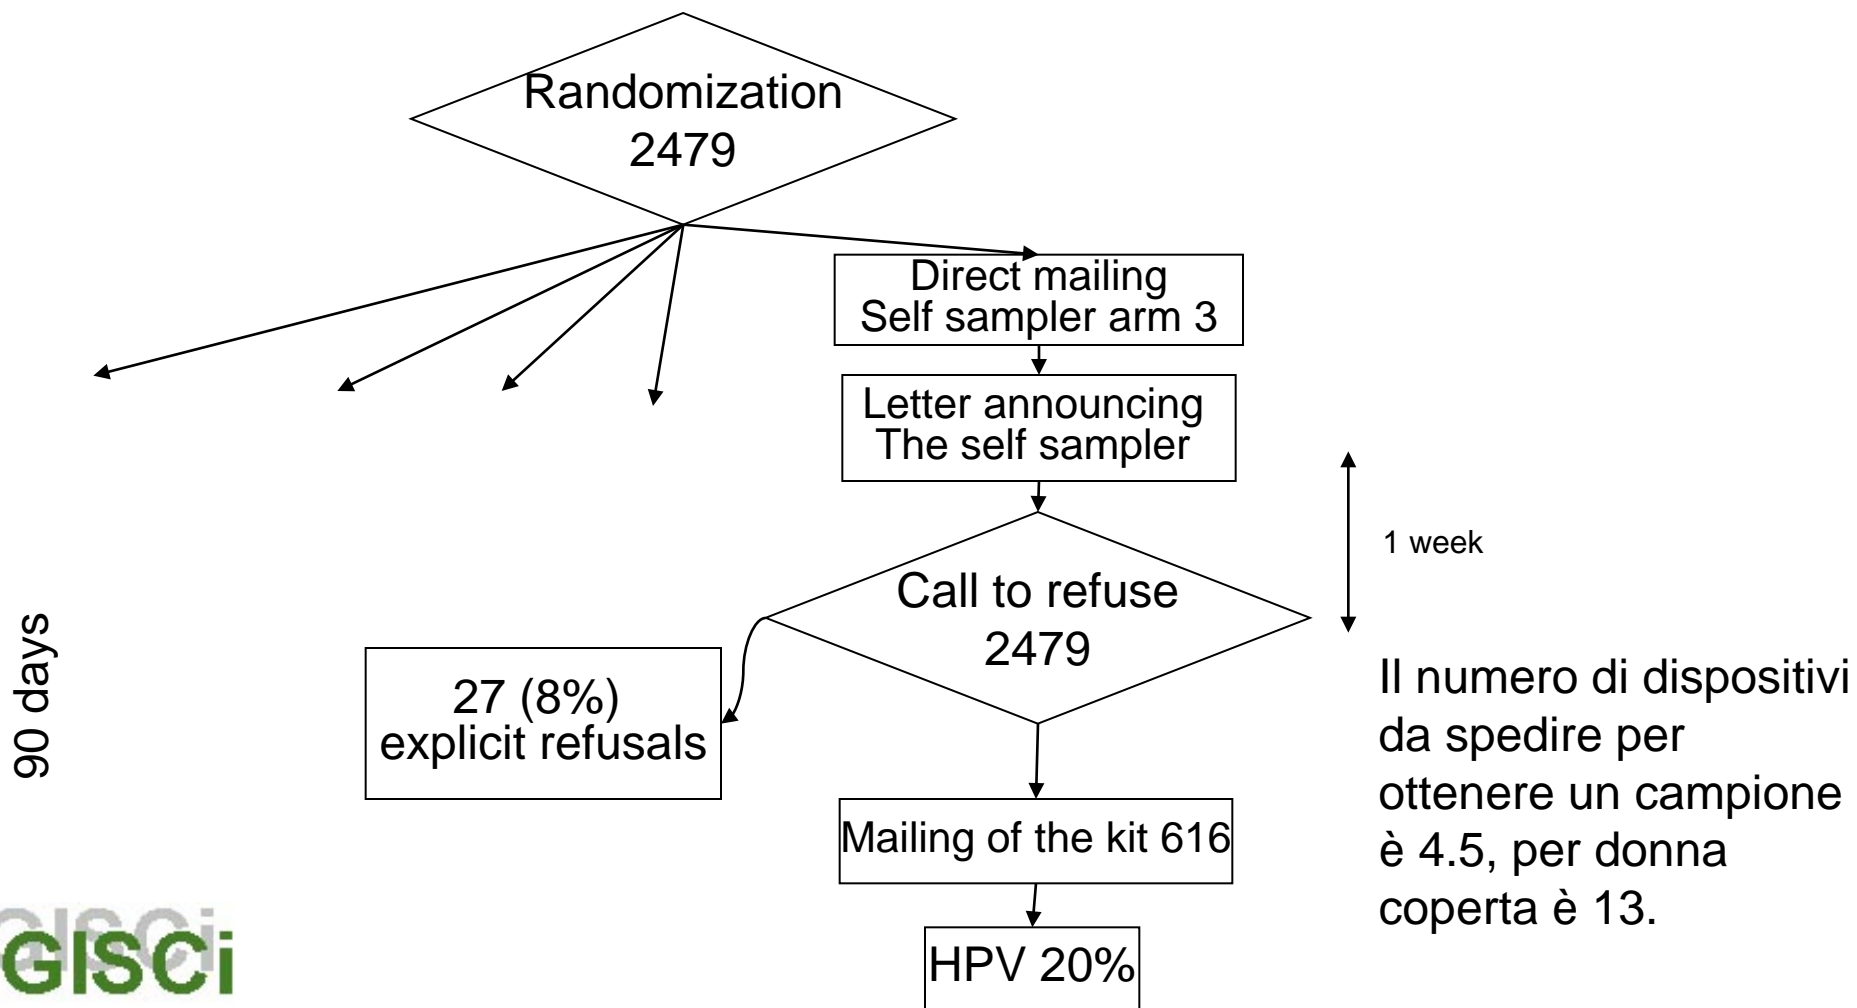 Randomization
2479
Direct mailing
Self sampler arm 3
Letter announcing
The self sampler
1 week
Call to refuse
2479
27 (8%)
explicit refusals
90 days
Il numero di dispositivi
da spedire per
ottenere un campione
è 4.5, per donna
coperta è 13.
Mailing of the kit 616
HPV 20%
GISCi